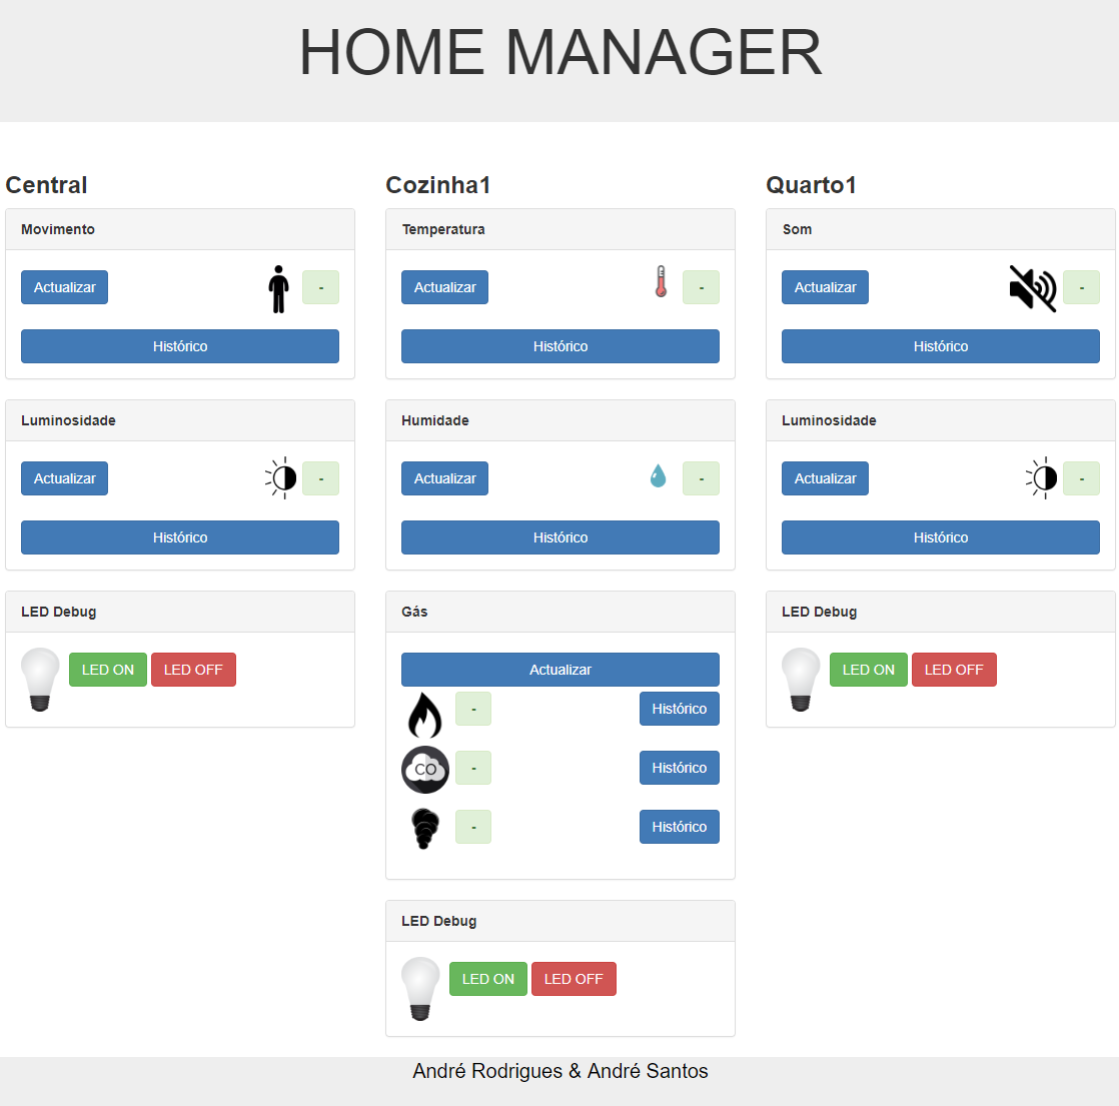 HOME MANAGER
Central
Movimento
Actualizar -
Histórico
Luminosidade
Actualizar -
Histórico
LED Debug
LED ON LED OFF
Cozinha1
Temperatura
Actualizar -
Histórico
Humidade
Actualizar -
Histórico
Gás
Actualizar
- Histórico
CO - Histórico
- Histórico
LED Debug
LED ON LED OFF
Quarto1
Som
Actualizar -
Histórico
Luminosidade
Actualizar -
Histórico
LED Debug
LED ON LED OFF
André Rodrigues & André Santos